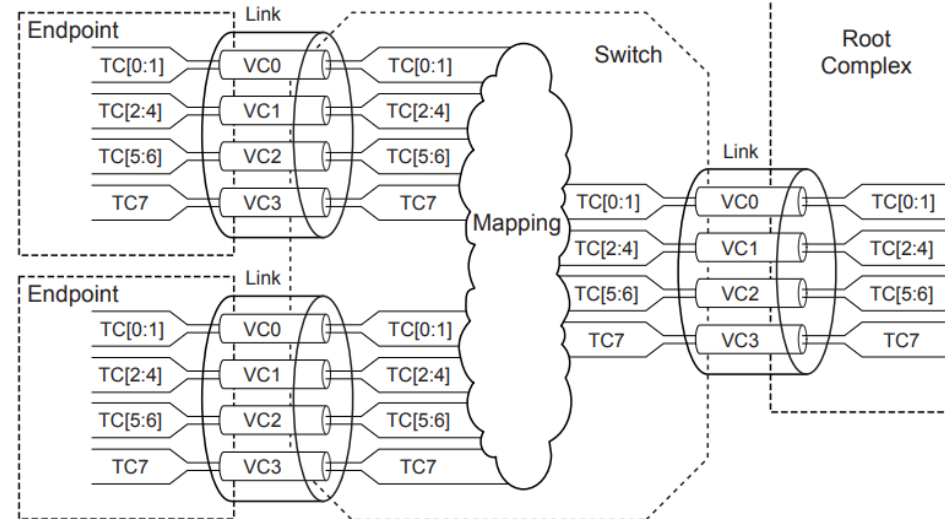 Link
Endpoint
TC[0:1] VC0 TC[0:1]
TC[2:4] VC1 TC[2:4]
TC[5:6] VC2 TC[5:6]
TC7 VC3 TC7
Endpoint
Link
TC[0:1] VC0 TC[0:1]
TC[2:4] VC1 TC[2:4]
TC[5:6] VC2 TC[5:6]
TC7 VC3 TC7
Mapping
Switch
Root
Complex
Link
TC[0:1] VC0 TC[0:1]
TC[2:4] VC1 TC[2:4]
TC[5:6] VC2 TC[5:6]
TC7 VC3 TC7